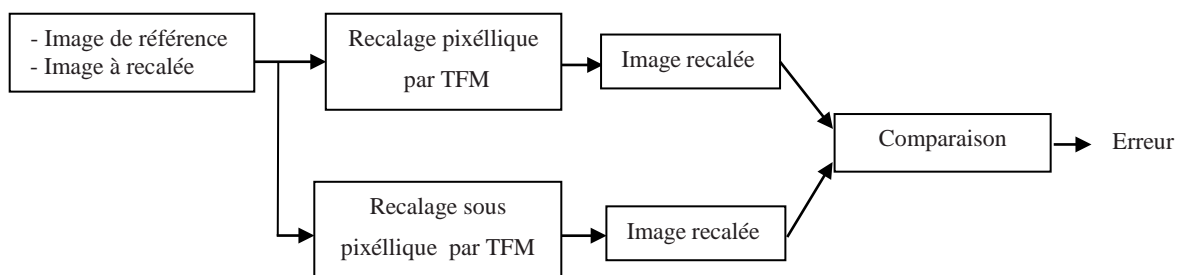 - Image de référence
- Image à recalée
Recalage pixéllique
par TFM
Image recalée
Comparaison
Erreur
Recalage sous
pixéllique par TFM
Image recalée